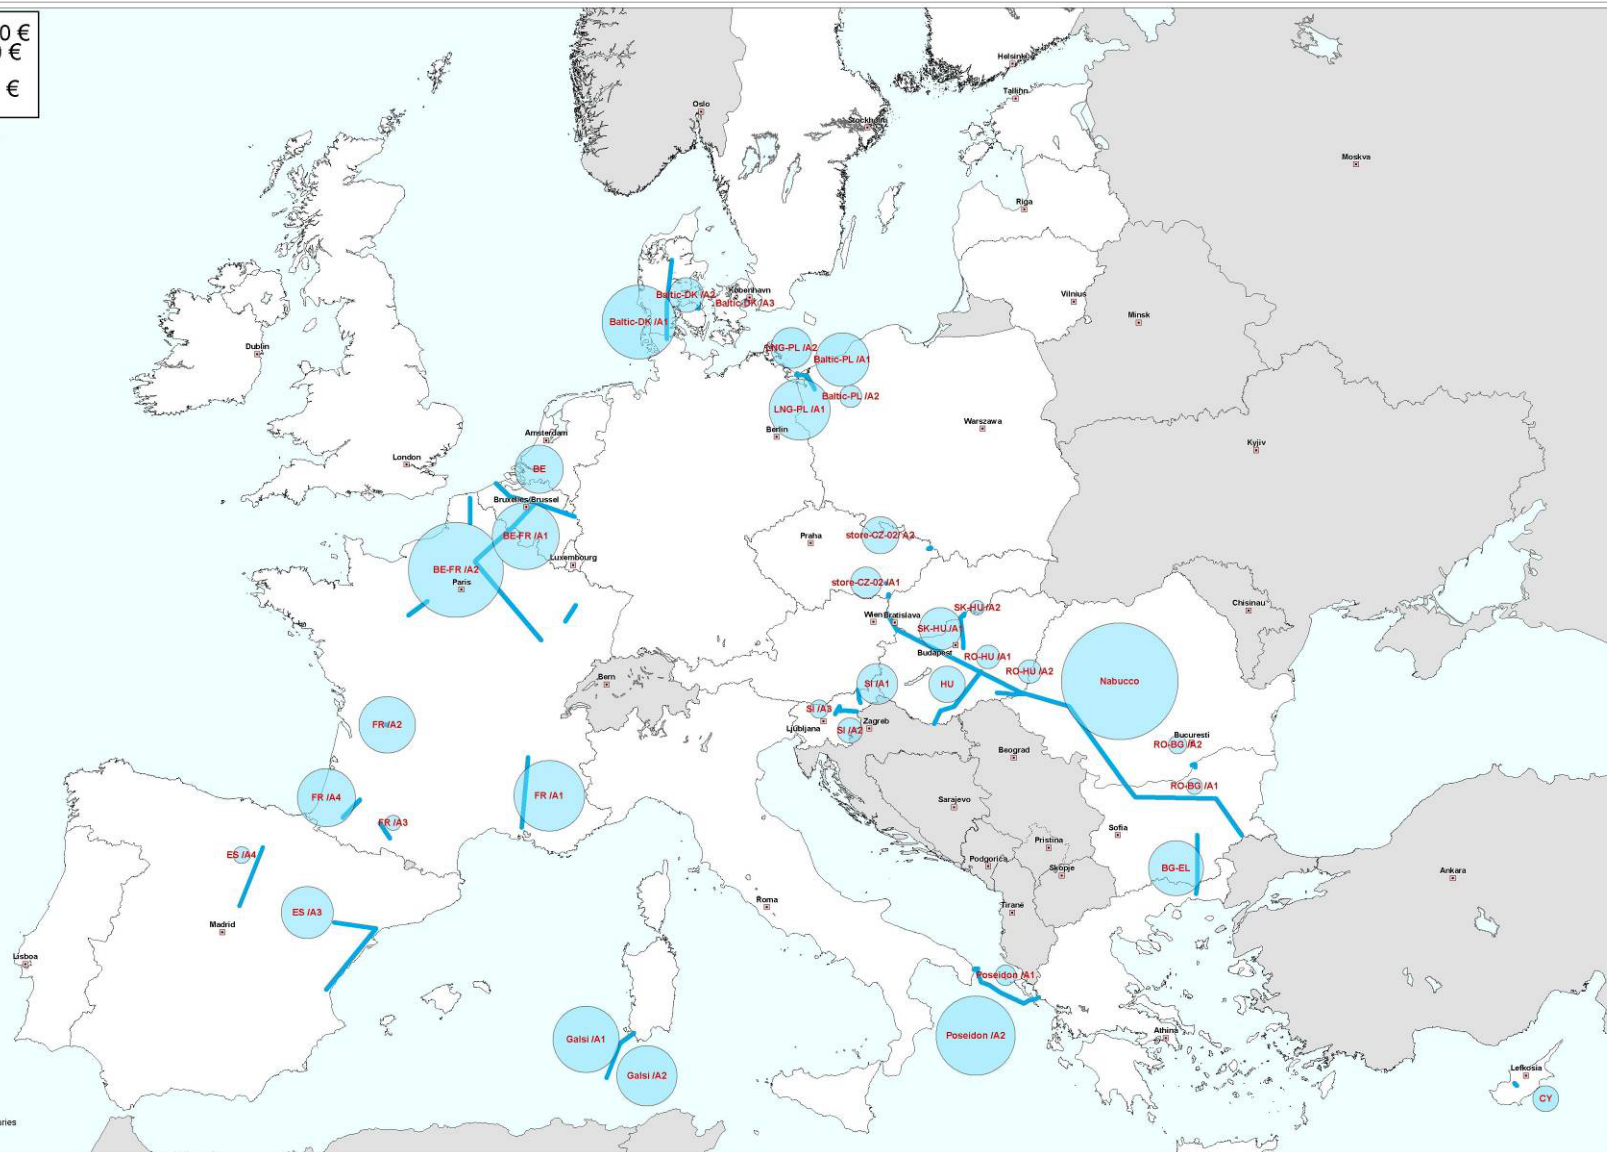 0 €
0 €
€
Helsinki
Tallinn
Oslo
Stockholm
Moskva
Riga
København
Baltic-DK /A2
Baltic-DK /A3
Vilnius
Baltic-DK /A1
Minsk
Dublin
LNG-PL /A2
Baltic-PL /A1
Baltic-PL /A2
LNG-PL /A1
Warszawa
Berlin
Amsterdam
Kyjiv
London
BE
Bruxelles/Brussel
BE-FR /A1
store-CZ-02/ A2
Praha
Luxembourg
BE-FR /A2
Paris
store-CZ-02 /A1
Chisinau
SK-HU /A2
Wien
Bratislava
SK-HU /A1
Budapest
RO-HU /A1
RO-HU /A2
Bern
SI /A1
HU
Nabucco
SI /A3
Ljubljana
Zagreb
SI /A2
FR /A2
Bucuresti
RO-BG /A2
Beograd
RO-BG /A1
FR /A4
FR /A1
Sarajevo
FR /A3
Sofia
Pristina
ES /A4
Podgorica
Skopje
BG-EL
Ankara
Roma
Tiranë
ES /A3
Madrid
Lisboa
Poseidon /A1
Athina
Poseidon /A2
Galsi /A1
Galsi /A2
Lefkosia
CY
ries